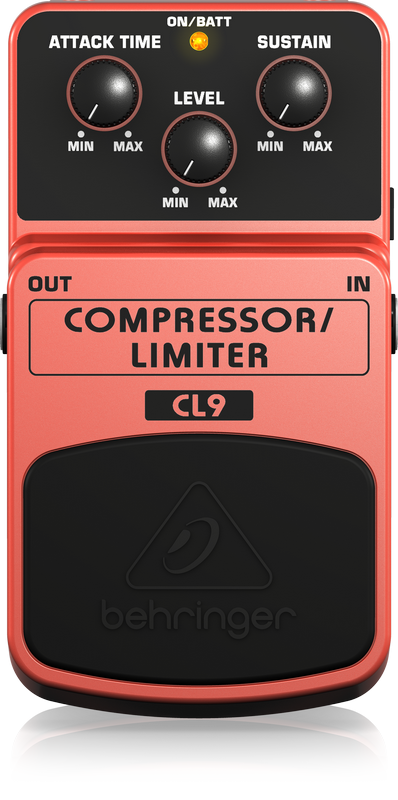 ON/BATT
ATTACK TIME
SUSTAIN
LEVEL
MIN MAX
MIN MAX
MIN MAX
OUT
IN
COMPRESSOR/
LIMITER
CL9
behringer